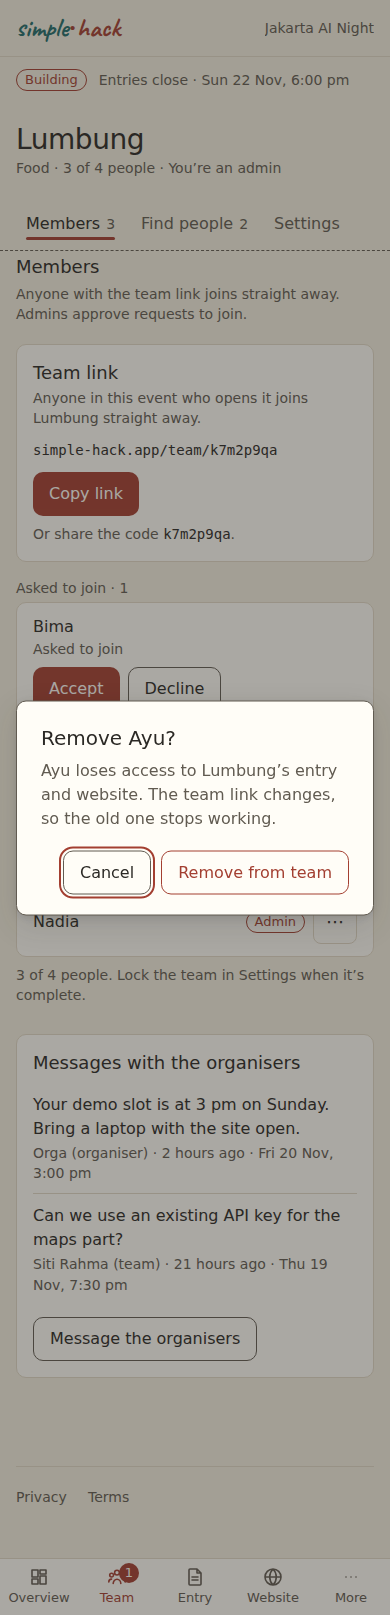 simple·hack
Jakarta AI Night
Building
Entries close · Sun 22 Nov, 6:00 pm
Lumbung
Food · 3 of 4 people · You’re an admin
Members 3
Find people 2
Settings
Members
Anyone with the team link joins straight away.
Admins approve requests to join.
Team link
Anyone in this event who opens it joins
Lumbung straight away.
simple-hack.app/team/k7m2p9qa
Copy link
Or share the code k7m2p9qa.
Asked to join · 1
Bima
Asked to join
Accept
Decline
Remove Ayu?
Ayu loses access to Lumbung’s entry
and website. The team link changes,
so the old one stops working.
Cancel
Remove from team
Nadia
Admin
3 of 4 people. Lock the team in Settings when it’s
complete.
Messages with the organisers
Your demo slot is at 3 pm on Sunday.
Bring a laptop with the site open.
Orga (organiser) · 2 hours ago · Fri 20 Nov,
3:00 pm
Can we use an existing API key for the
maps part?
Siti Rahma (team) · 21 hours ago · Thu 19
Nov, 7:30 pm
Message the organisers
Privacy
Terms
1
Overview
Team
Entry
Website
More